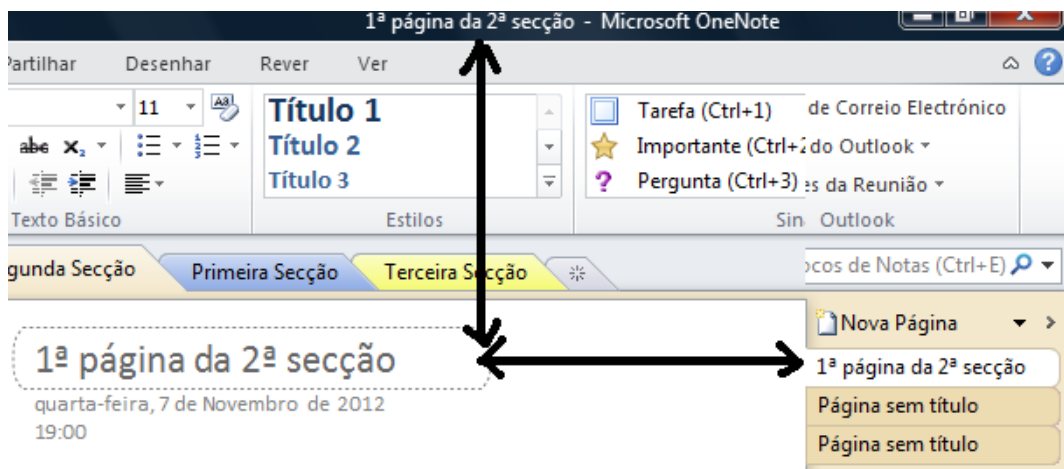 1ª página da 2ª secção - Microsoft OneNote
Partilhar Desenhar Rever Ver
11 Título 1 Tarefa (Ctrl+1) de Correio Electrónico
abe X₂ Título 2 Importante (Ctrl+2 do Outlook
Título 3 Pergunta (Ctrl+3) es da Reunião
Texto Básico Estilos Sin Outlook
gunda Secção Primeira Secção Terceira Secção ocos de Notas (Ctrl+E)
Nova Página
1ª página da 2ª secção 1ª página da 2ª secção
quarta-feira, 7 de Novembro de 2012 Página sem título
19:00 Página sem título